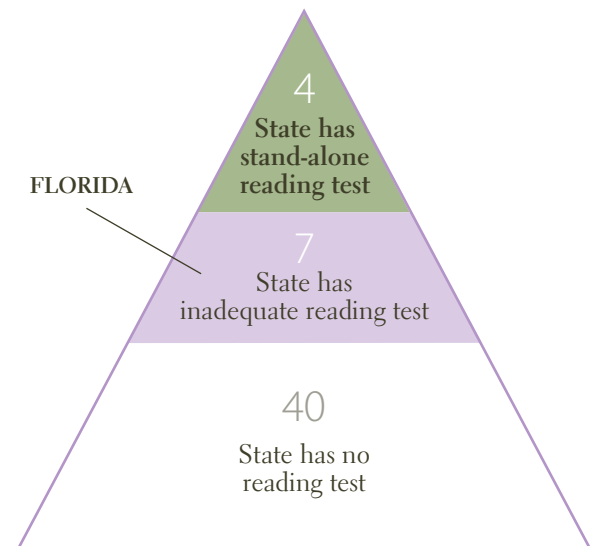 4
State has
stand-alone
reading test
FLORIDA
7
State has
inadequate reading test
40
State has no
reading test